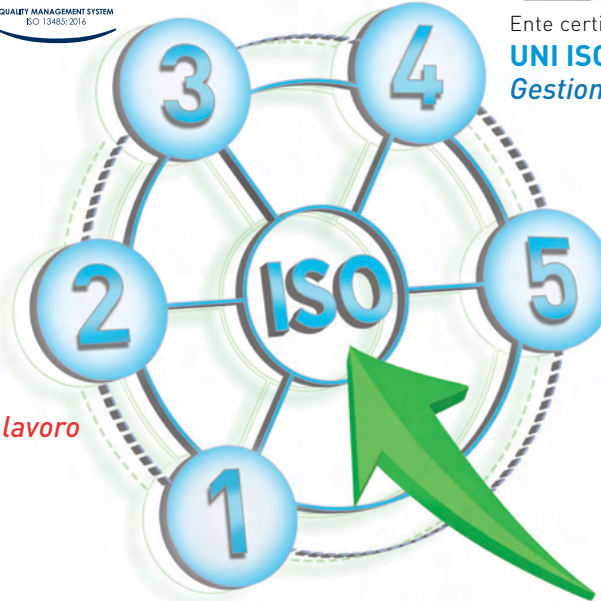 QUALITY MANAGEMENT SYSTEM
ISO 13485:2016
Ente certi
UNI ISO
Gestion
3
4
2
ISO
5
lavoro
1